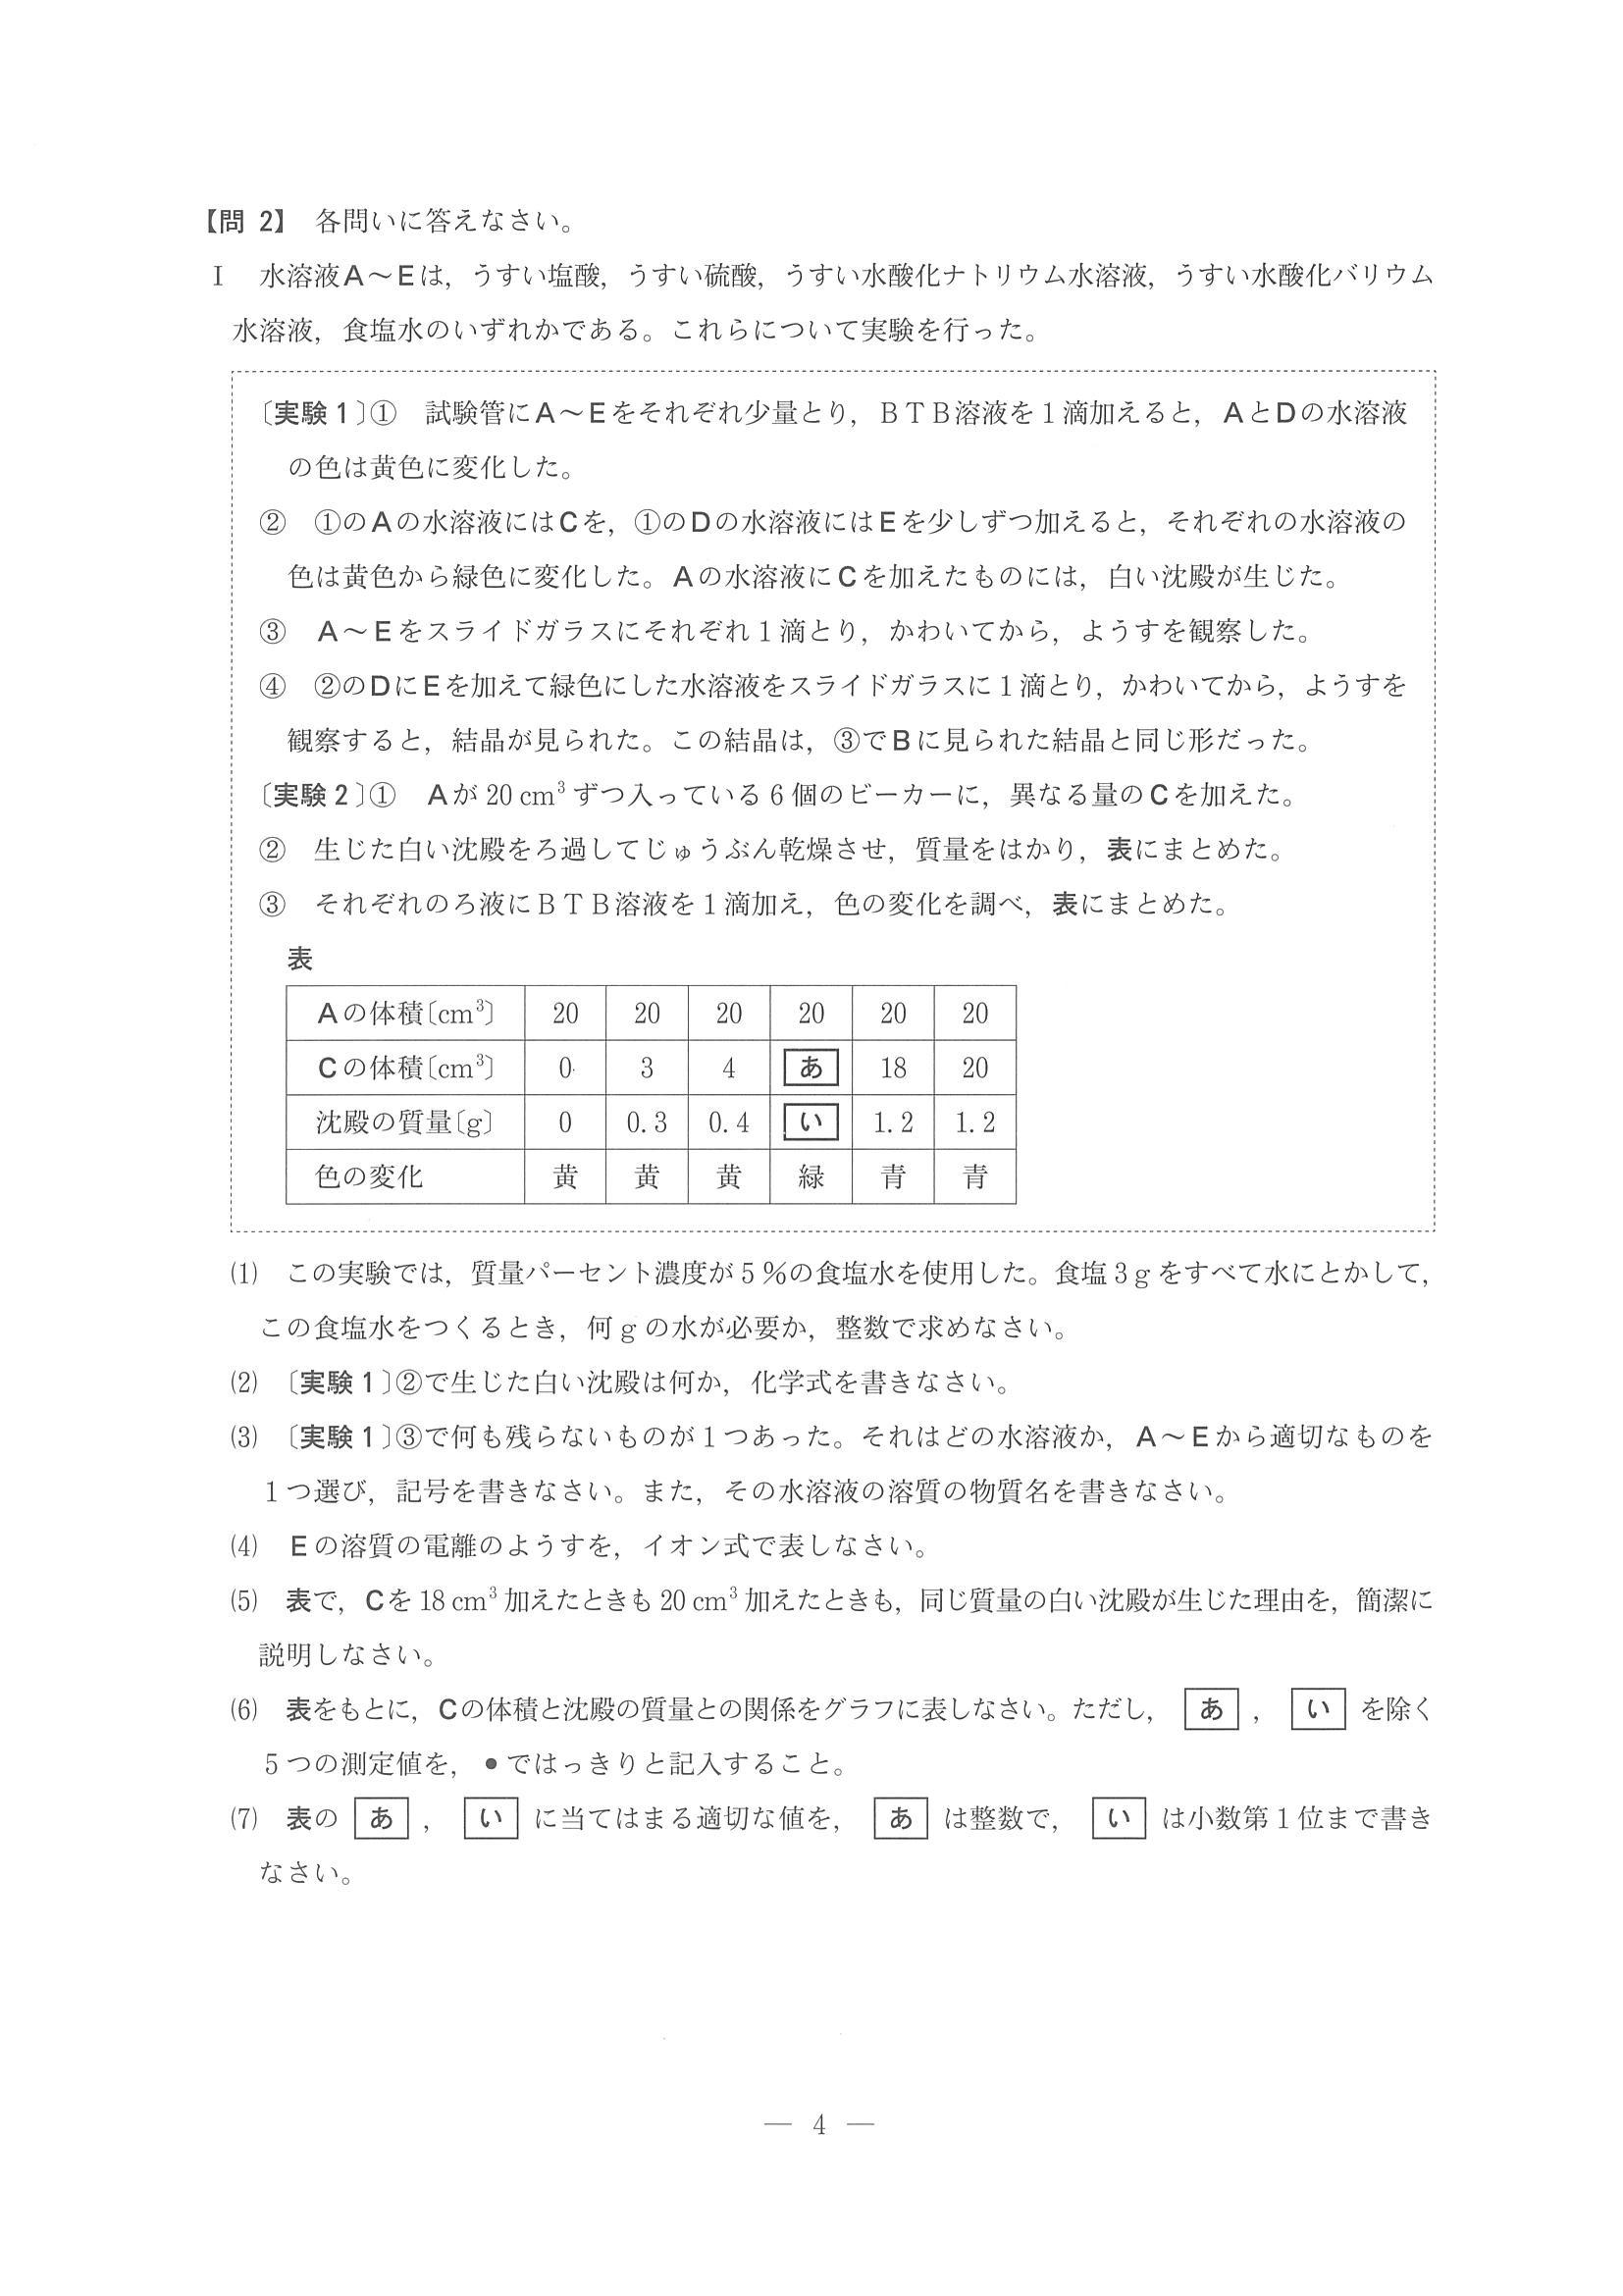 【問 2】 各問いに答えなさい。
Ⅰ 水溶液A～Eは，うすい塩酸，うすい硫酸，うすい水酸化ナトリウム水溶液，うすい水酸化バリウム
水溶液，食塩水のいずれかである。これらについて実験を行った。
〔実験1〕① 試験管にA～Eをそれぞれ少量とり，BTB溶液を1滴加えると，AとDの水溶液
の色は黄色に変化した。
② ①のAの水溶液にはCを，①のDの水溶液にはEを少しずつ加えると，それぞれの水溶液の
色は黄色から緑色に変化した。Aの水溶液にCを加えたものには，白い沈殿が生じた。
③ A～Eをスライドガラスにそれぞれ1滴とり，かわいてから，ようすを観察した。
④ ②のDにEを加えて緑色にした水溶液をスライドガラスに1滴とり，かわいてから，ようすを
観察すると，結晶が見られた。この結晶は，③でBに見られた結晶と同じ形だった。
〔実験2〕① Aが20 cm³ずつ入っている6個のビーカーに，異なる量のCを加えた。
② 生じた白い沈殿をろ過してじゅうぶん乾燥させ，質量をはかり，表にまとめた。
③ それぞれのろ液にBTB溶液を1滴加え，色の変化を調べ，表にまとめた。
表
Aの体積〔cm³〕 20 20 20 20 20 20
Cの体積〔cm³〕 0 3 4 あ 18 20
沈殿の質量〔g〕 0 0.3 0.4 い 1.2 1.2
色の変化 黄 黄 黄 緑 青 青
⑴ この実験では，質量パーセント濃度が5％の食塩水を使用した。食塩3gをすべて水にとかして，
この食塩水をつくるとき，何gの水が必要か，整数で求めなさい。
⑵ 〔実験1〕②で生じた白い沈殿は何か，化学式を書きなさい。
⑶ 〔実験1〕③で何も残らないものが1つあった。それはどの水溶液か，A～Eから適切なものを
1つ選び，記号を書きなさい。また，その水溶液の溶質の物質名を書きなさい。
⑷ Eの溶質の電離のようすを，イオン式で表しなさい。
⑸ 表で，Cを18 cm³加えたときも20 cm³加えたときも，同じ質量の白い沈殿が生じた理由を，簡潔に
説明しなさい。
⑹ 表をもとに，Cの体積と沈殿の質量との関係をグラフに表しなさい。ただし， あ ， い を除く
5つの測定値を，●ではっきりと記入すること。
⑺ 表の あ ， い に当てはまる適切な値を， あ は整数で， い は小数第1位まで書き
なさい。
— 4 —